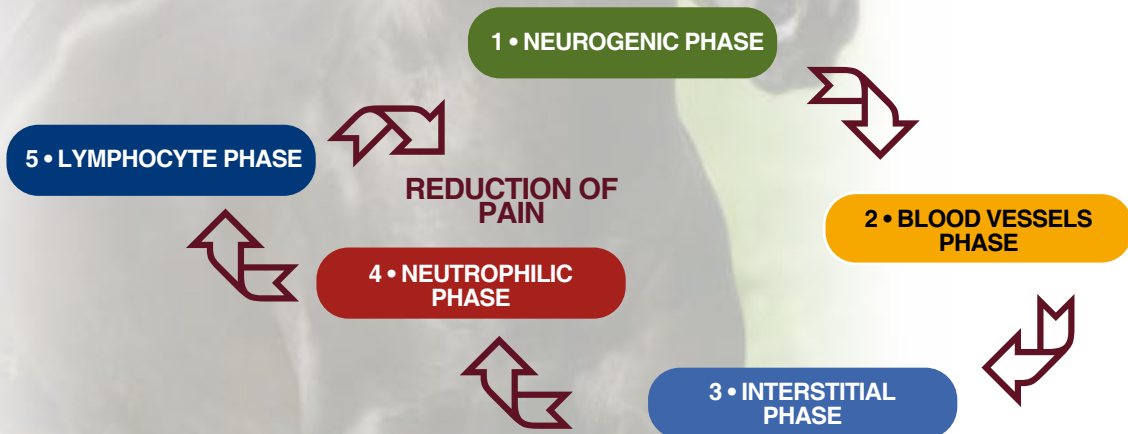 1 • NEUROGENIC PHASE
5 • LYMPHOCYTE PHASE
REDUCTION OF
PAIN
2 • BLOOD VESSELS
PHASE
4 • NEUTROPHILIC
PHASE
3 • INTERSTITIAL
PHASE